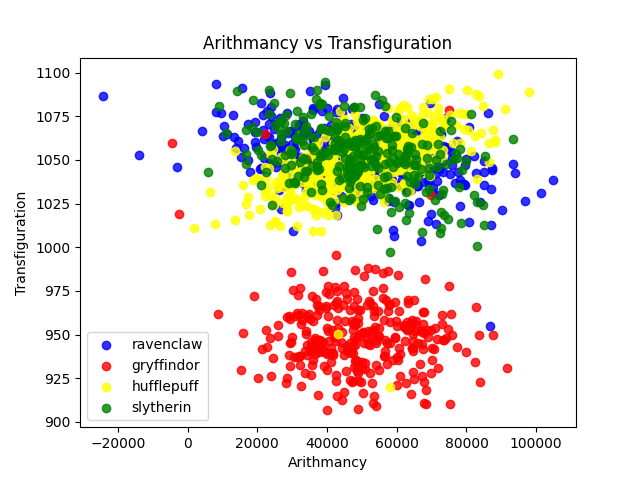 Arithmancy vs Transfiguration
1100
1075
1050
1025
1000
975
950
925
900
Transfiguration
ravenclaw
gryffindor
hufflepuff
slytherin
−20000 0 20000 40000 60000 80000 100000
Arithmancy